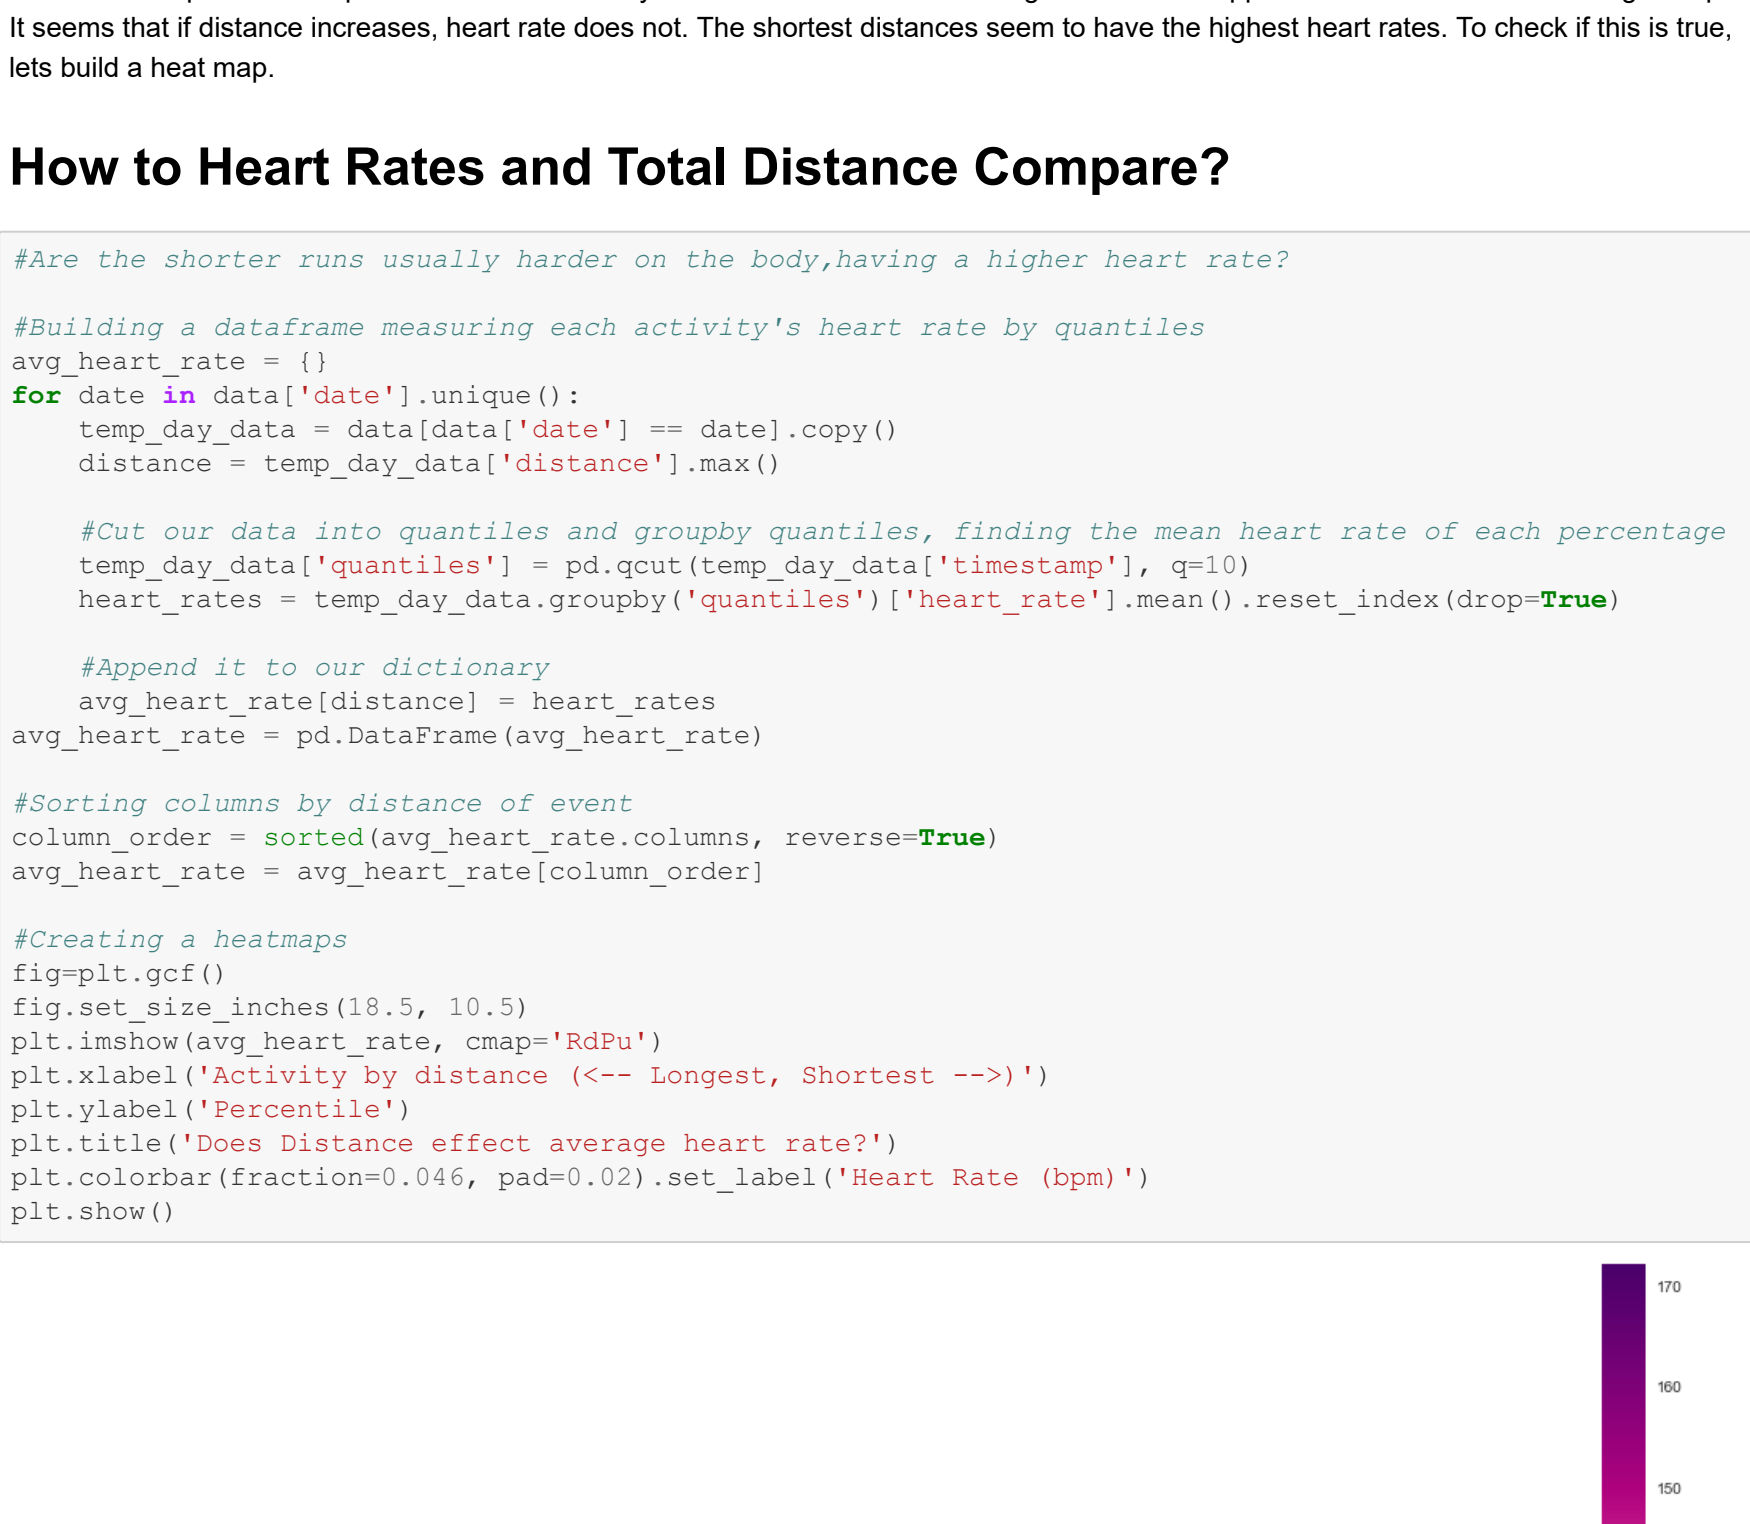 It seems that if distance increases, heart rate does not. The shortest distances seem to have the highest heart rates. To check if this is true,
lets build a heat map.
How to Heart Rates and Total Distance Compare?
#Are the shorter runs usually harder on the body,having a higher heart rate?
#Building a dataframe measuring each activity's heart rate by quantiles
avg_heart_rate = {}
for date in data['date'].unique():
    temp_day_data = data[data['date'] == date].copy()
    distance = temp_day_data['distance'].max()
    #Cut our data into quantiles and groupby quantiles, finding the mean heart rate of each percentage
    temp_day_data['quantiles'] = pd.qcut(temp_day_data['timestamp'], q=10)
    heart_rates = temp_day_data.groupby('quantiles')['heart_rate'].mean().reset_index(drop=True)
    #Append it to our dictionary
    avg_heart_rate[distance] = heart_rates
avg_heart_rate = pd.DataFrame(avg_heart_rate)
#Sorting columns by distance of event
column_order = sorted(avg_heart_rate.columns, reverse=True)
avg_heart_rate = avg_heart_rate[column_order]
#Creating a heatmaps
fig=plt.gcf()
fig.set_size_inches(18.5, 10.5)
plt.imshow(avg_heart_rate, cmap='RdPu')
plt.xlabel('Activity by distance (<-- Longest, Shortest -->)')
plt.ylabel('Percentile')
plt.title('Does Distance effect average heart rate?')
plt.colorbar(fraction=0.046, pad=0.02).set_label('Heart Rate (bpm)')
plt.show()
170
160
150